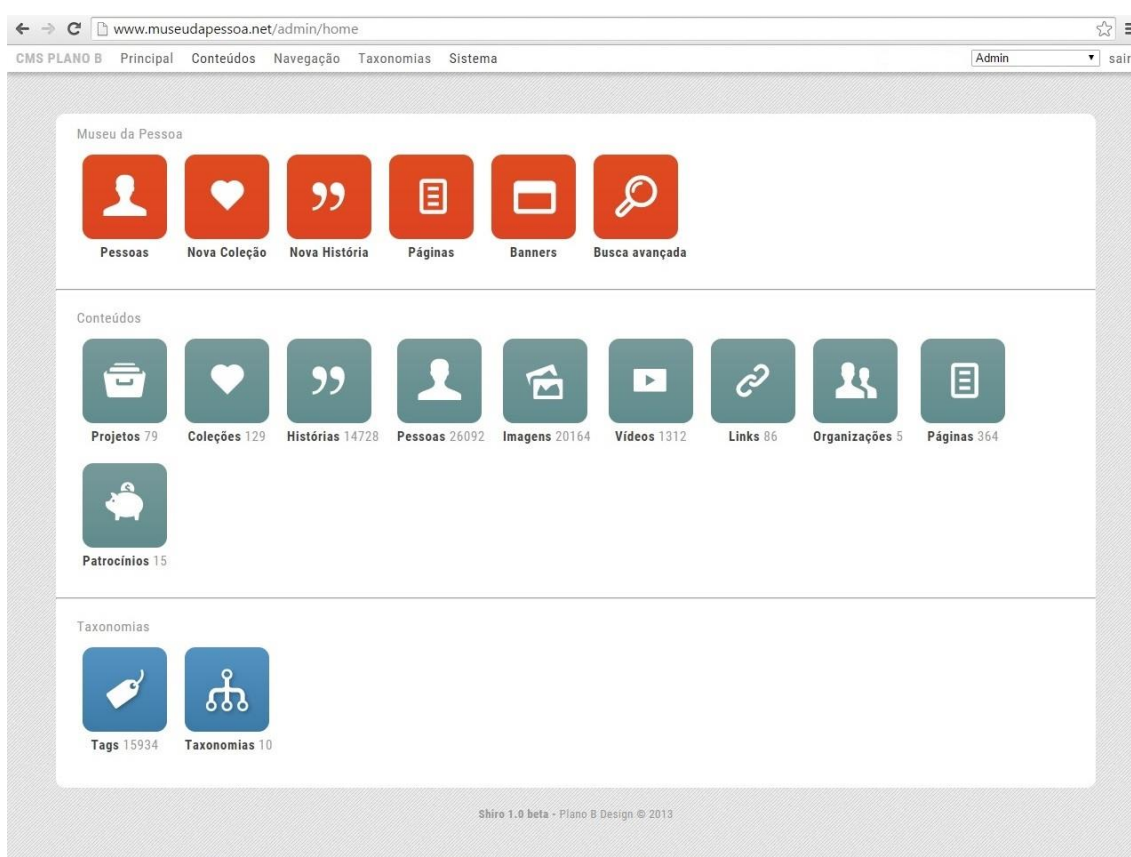 www.museudapessoa.net/admin/home
CMS PLANO B Principal Conteúdos Navegação Taxonomias Sistema Admin sair
Museu da Pessoa
Pessoas Nova Coleção Nova História Páginas Banners Busca avançada
Conteúdos
Projetos 79 Coleções 129 Histórias 14728 Pessoas 26092 Imagens 20164 Vídeos 1312 Links 86 Organizações 5 Páginas 364
Patrocínios 15
Taxonomias
Tags 15934 Taxonomias 10
Shiro 1.0 beta - Plano B Design © 2013